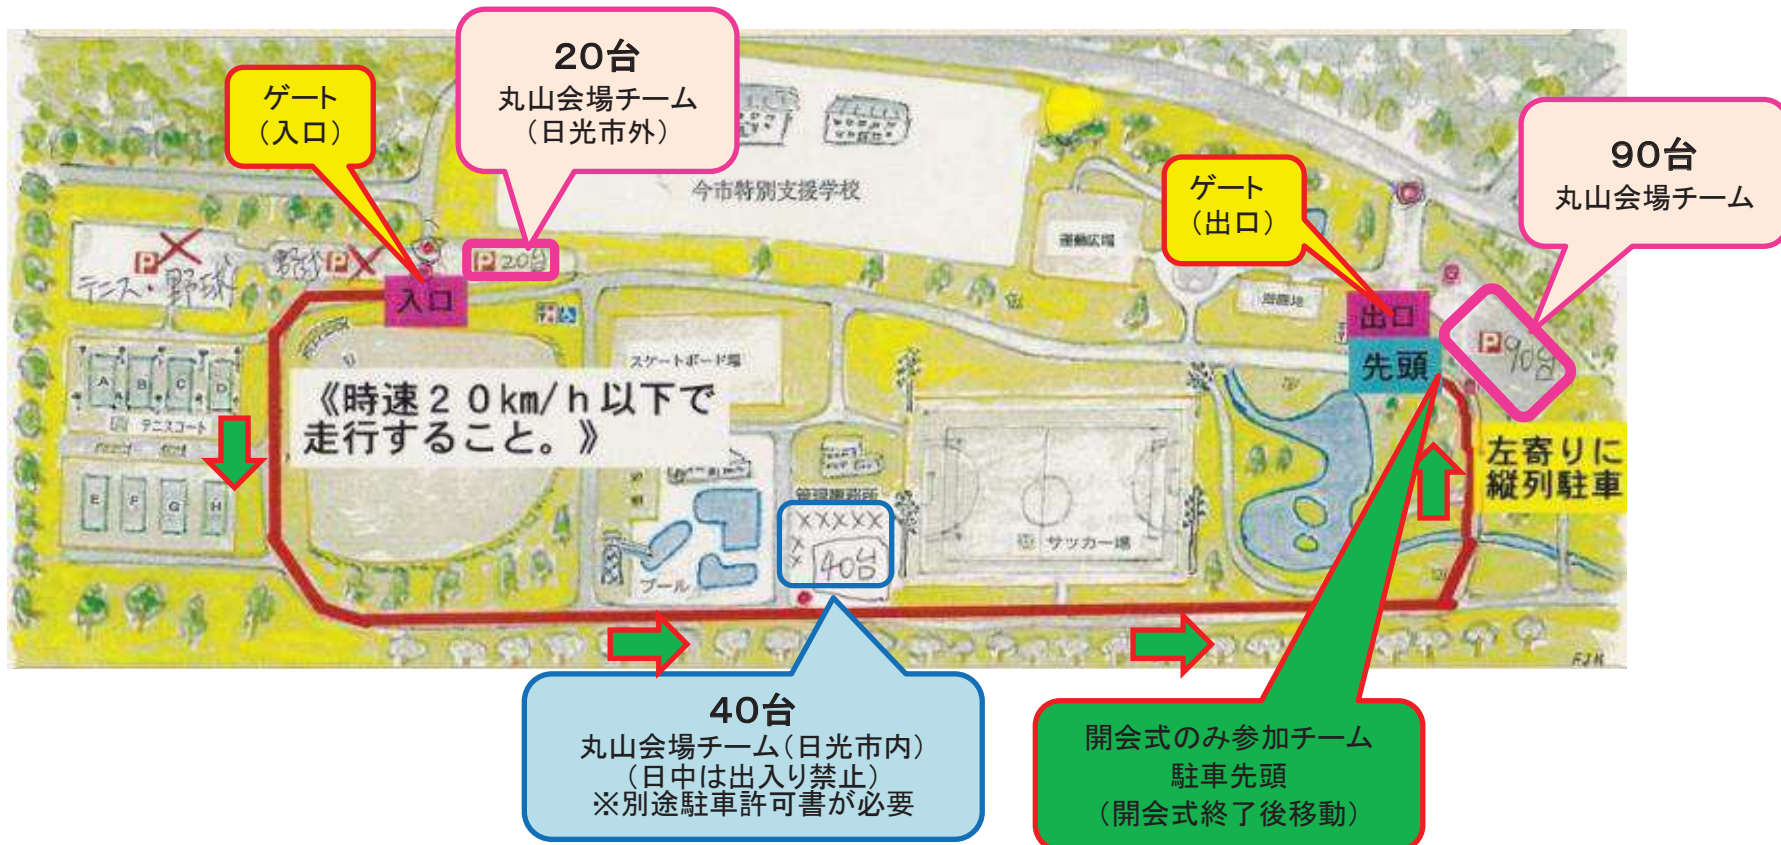 20台
丸山会場チーム
(日光市外)
ゲート
(入口)
90台
丸山会場チーム
ゲート
(出口)
今市特別支援学校
運動広場
P
テニス・野球
P
P 20台
入口
出口
先頭
P 90台
スケートボード場
《時速20km/h以下で
走行すること。》
A
B
C
D
テニスコート
E
F
G
H
左寄りに
縦列駐車
管理事務所
XXXXX
X
X
40台
プール
サッカー場
FJM
40台
丸山会場チーム(日光市内)
(日中は出入り禁止)
※別途駐車許可書が必要
開会式のみ参加チーム
駐車先頭
(開会式終了後移動)